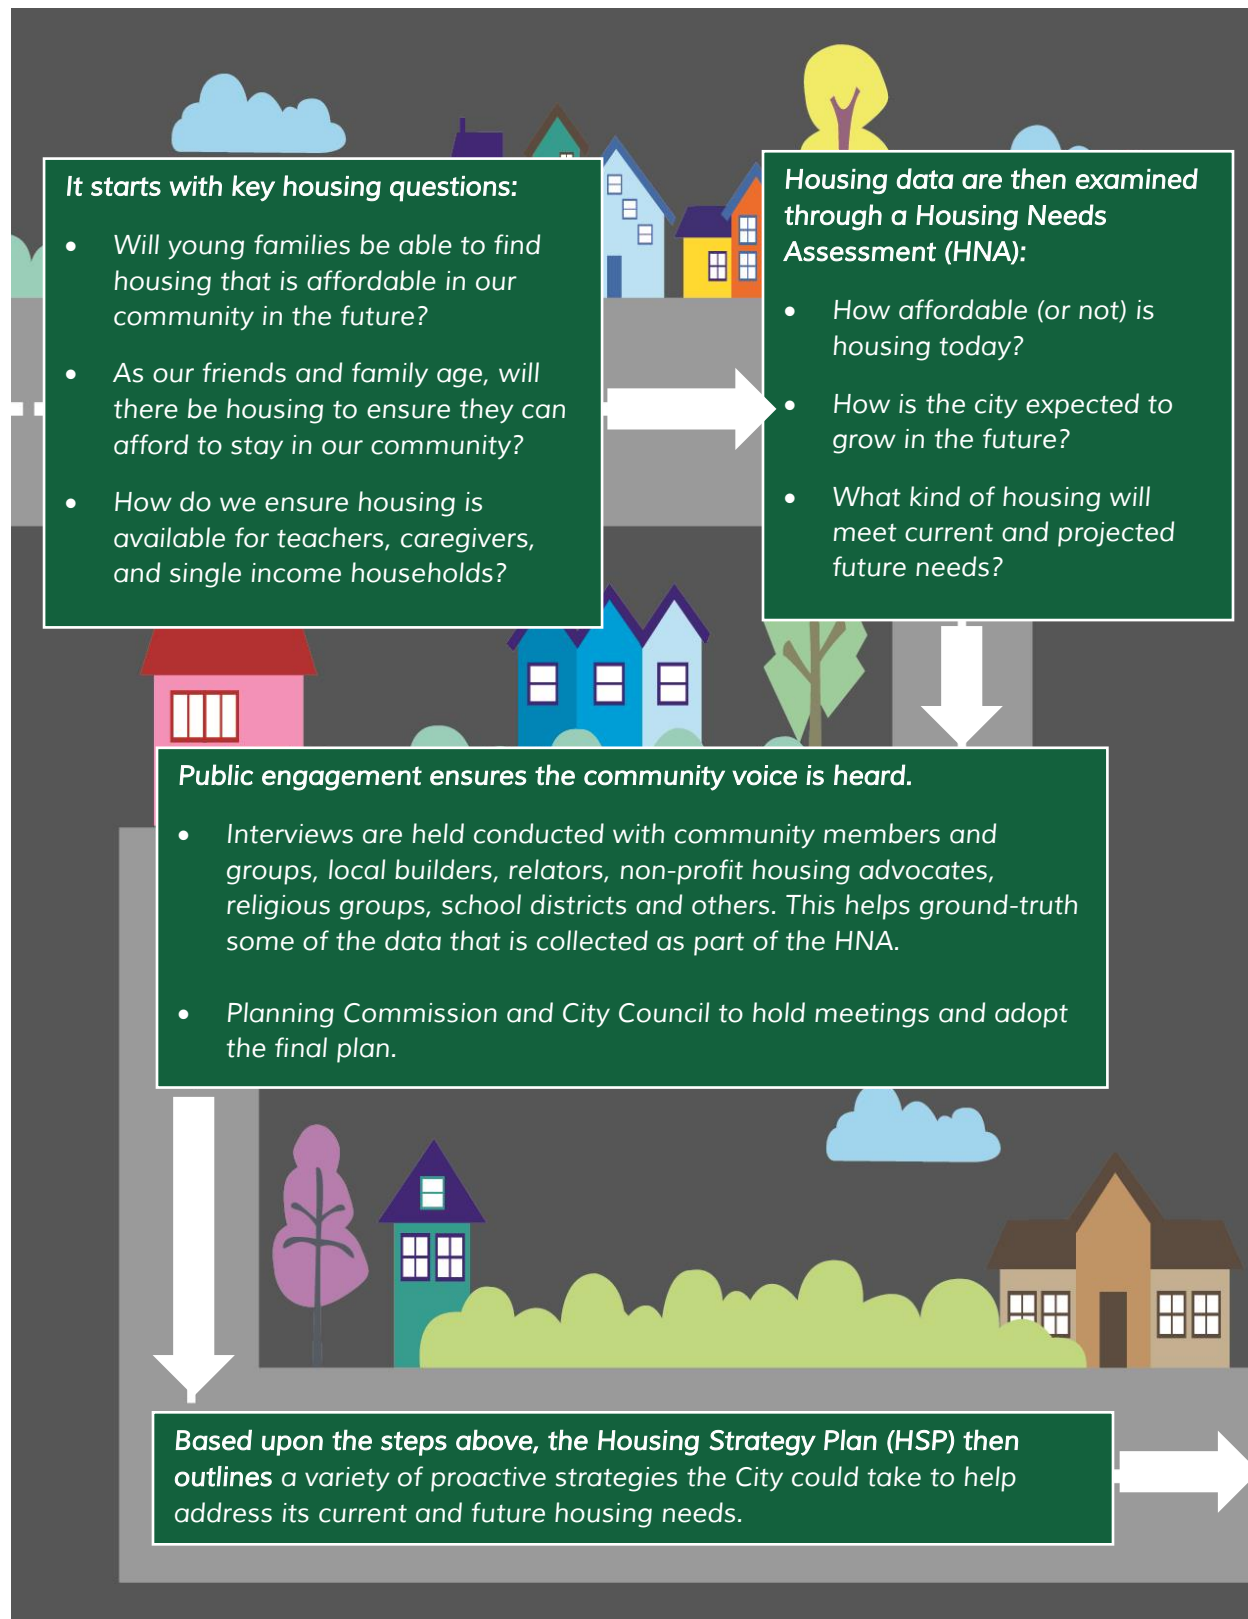 It starts with key housing questions:
• Will young families be able to find
housing that is affordable in our
community in the future?
• As our friends and family age, will
there be housing to ensure they can
afford to stay in our community?
• How do we ensure housing is
available for teachers, caregivers,
and single income households?
Housing data are then examined
through a Housing Needs
Assessment (HNA):
• How affordable (or not) is
housing today?
• How is the city expected to
grow in the future?
• What kind of housing will
meet current and projected
future needs?
Public engagement ensures the community voice is heard.
• Interviews are held conducted with community members and
groups, local builders, relators, non-profit housing advocates,
religious groups, school districts and others. This helps ground-truth
some of the data that is collected as part of the HNA.
• Planning Commission and City Council to hold meetings and adopt
the final plan.
Based upon the steps above, the Housing Strategy Plan (HSP) then
outlines a variety of proactive strategies the City could take to help
address its current and future housing needs.